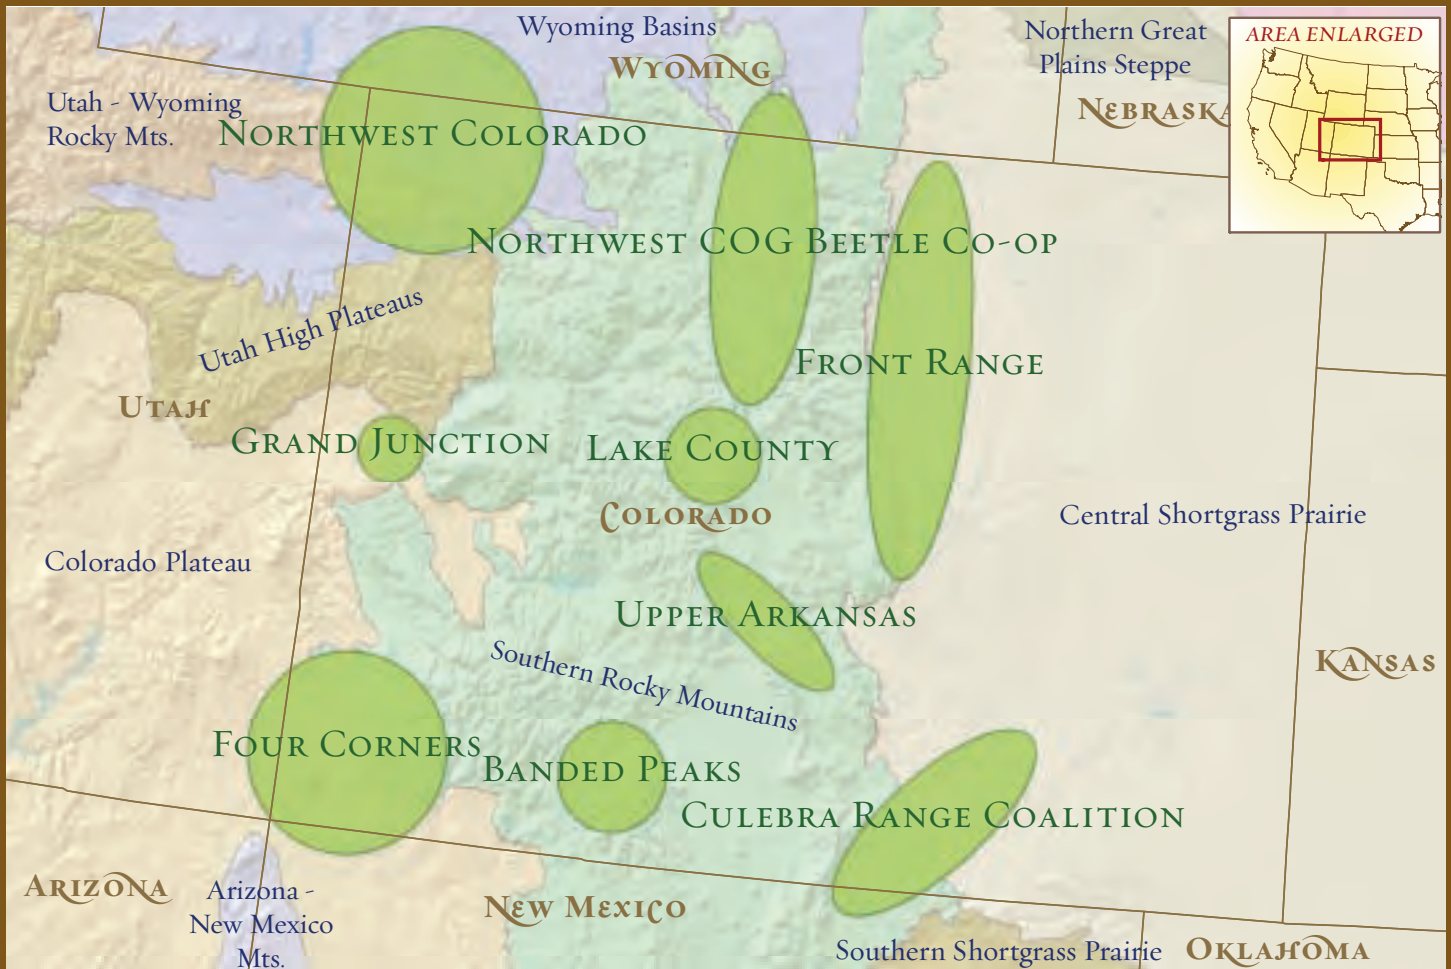 Wyoming Basins
WYOMING
Northern Great
Plains Steppe
NEBRASKA
AREA ENLARGED
Utah - Wyoming
Rocky Mts.
NORTHWEST COLORADO
NORTHWEST COG BEETLE CO-OP
Utah High Plateaus
FRONT RANGE
UTAH
GRAND JUNCTION
LAKE COUNTY
COLORADO
Central Shortgrass Prairie
Colorado Plateau
UPPER ARKANSAS
Southern Rocky Mountains
KANSAS
FOUR CORNERS
BANDED PEAKS
CULEBRA RANGE COALITION
ARIZONA
Arizona -
New Mexico
Mts.
NEW MEXICO
Southern Shortgrass Prairie
OKLAHOMA